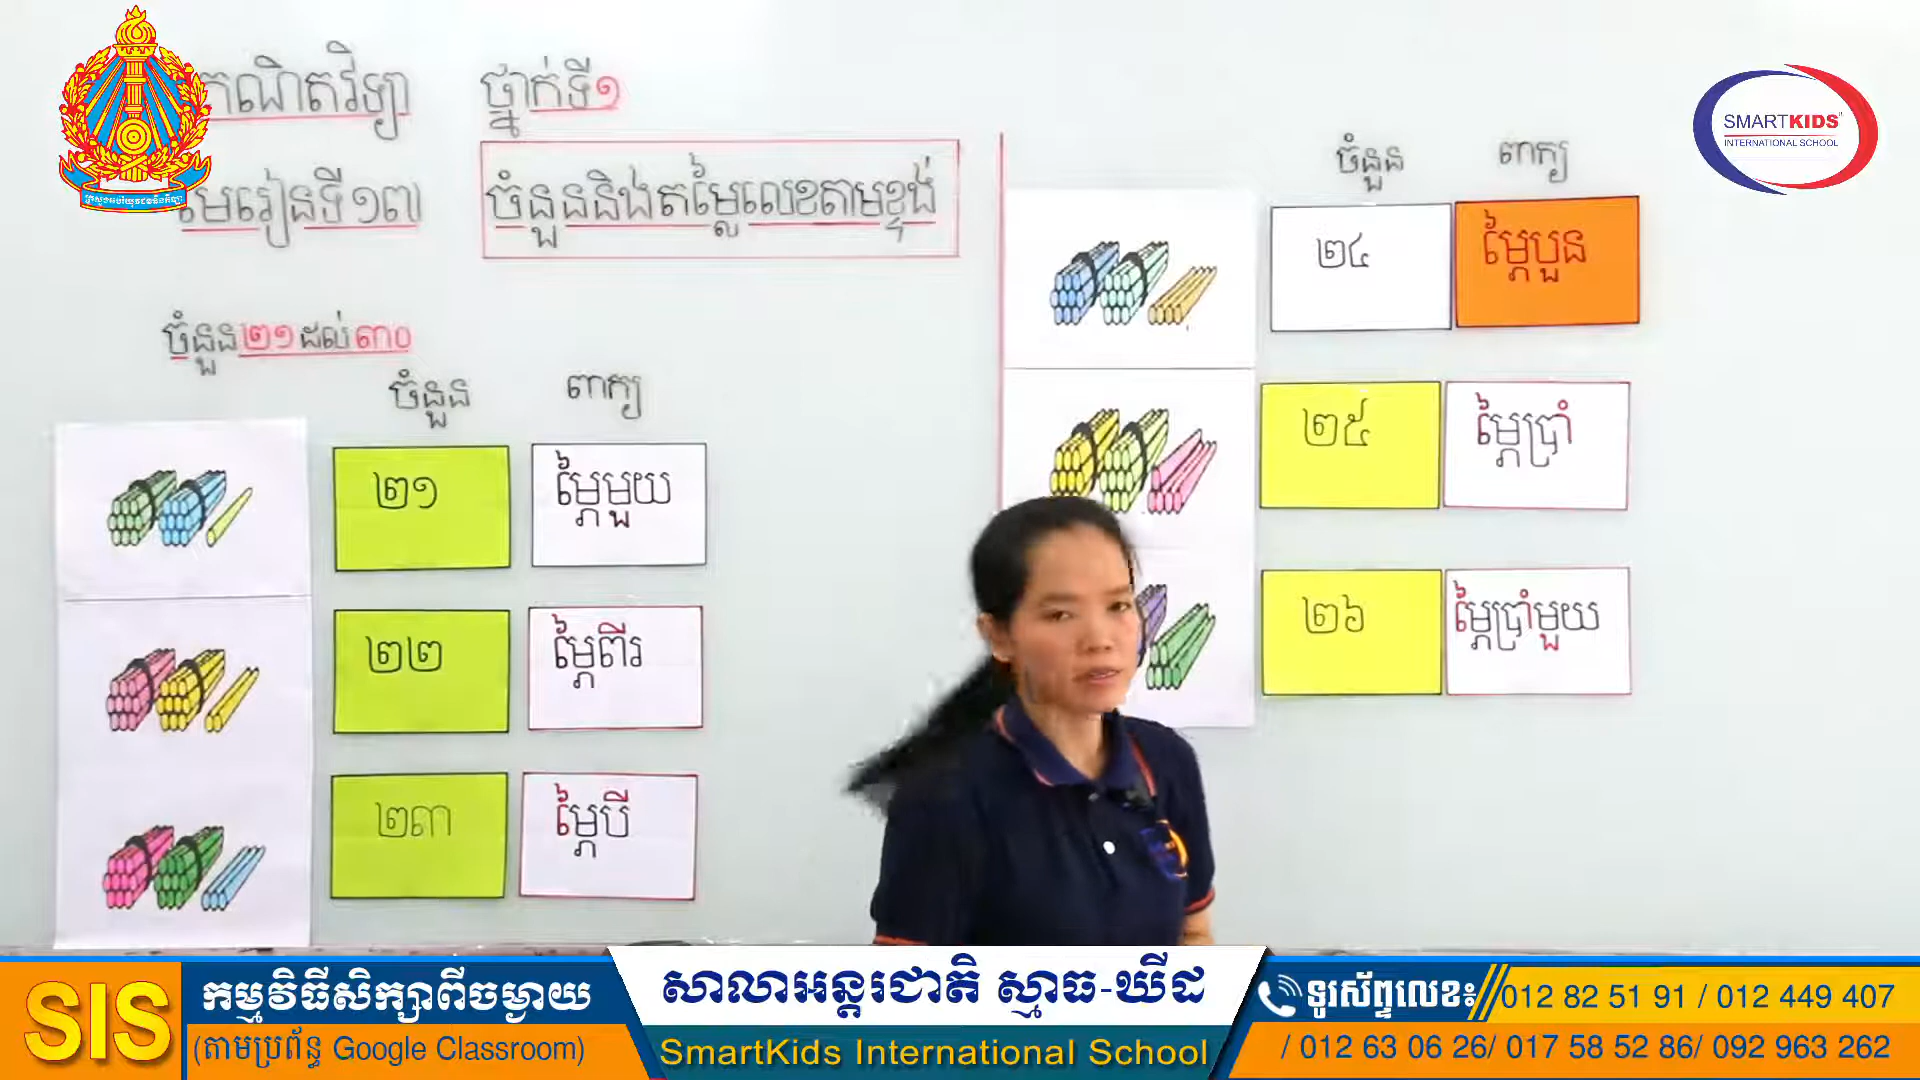 គណិតវិទ្យា ថ្នាក់ទី១
មេរៀនទី១៧ ចំនួននិងតម្លៃលេខតាមខ្ទង់
ចំនួន២១ដល់៣០
ចំនួន ពាក្យ
២១ ម្ភៃមួយ
២២ ម្ភៃពីរ
២៣ ម្ភៃបី
ចំនួន ពាក្យ
២៤ ម្ភៃបួន
២៥ ម្ភៃប្រាំ
២៦ ម្ភៃប្រាំមួយ
SMARTKIDS
INTERNATIONAL SCHOOL
SIS
កម្មវិធីសិក្សាពីចម្ងាយ
(តាមប្រព័ន្ធ Google Classroom)
សាលាអន្តរជាតិ ស្មាធ-ឃីដ
SmartKids International School
ទូរស័ព្ទលេខ៖ 012 82 51 91 / 012 449 407
/ 012 63 06 26/ 017 58 52 86/ 092 963 262